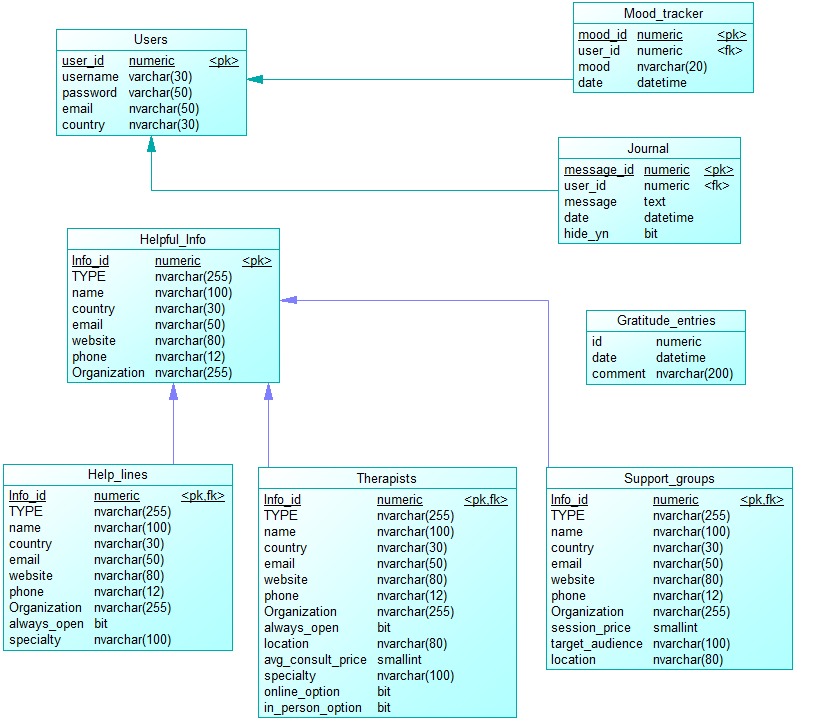 Users
user_id numeric <pk>
username varchar(30)
password varchar(50)
email nvarchar(50)
country nvarchar(30)
Mood_tracker
mood_id numeric <pk>
user_id numeric <fk>
mood nvarchar(20)
date datetime
Journal
message_id numeric <pk>
user_id numeric <fk>
message text
date datetime
hide_yn bit
Helpful_Info
Info_id numeric <pk>
TYPE nvarchar(255)
name nvarchar(100)
country nvarchar(30)
email nvarchar(50)
website nvarchar(80)
phone nvarchar(12)
Organization nvarchar(255)
Gratitude_entries
id numeric
date datetime
comment nvarchar(200)
Help_lines
Info_id numeric <pk,fk>
TYPE nvarchar(255)
name nvarchar(100)
country nvarchar(30)
email nvarchar(50)
website nvarchar(80)
phone nvarchar(12)
Organization nvarchar(255)
always_open bit
specialty nvarchar(100)
Therapists
Info_id numeric <pk,fk>
TYPE nvarchar(255)
name nvarchar(100)
country nvarchar(30)
email nvarchar(50)
website nvarchar(80)
phone nvarchar(12)
Organization nvarchar(255)
always_open bit
location nvarchar(80)
avg_consult_price smallint
specialty nvarchar(100)
online_option bit
in_person_option bit
Support_groups
Info_id numeric <pk,fk>
TYPE nvarchar(255)
name nvarchar(100)
country nvarchar(30)
email nvarchar(50)
website nvarchar(80)
phone nvarchar(12)
Organization nvarchar(255)
session_price smallint
target_audience nvarchar(100)
location nvarchar(80)